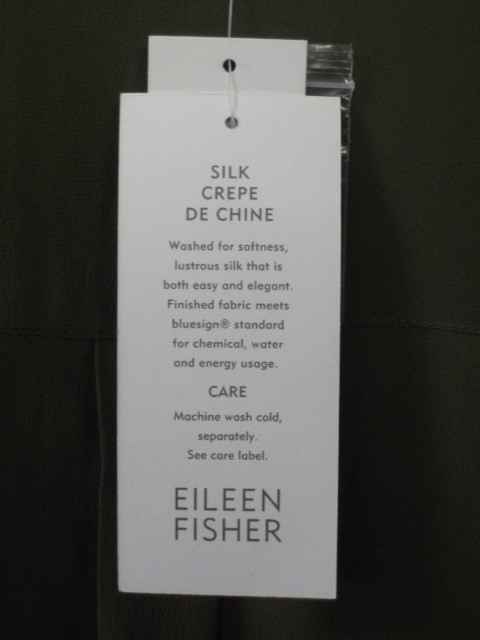 SILK
CREPE
DE CHINE
Washed for softness,
lustrous silk that is
both easy and elegant.
Finished fabric meets
bluesign® standard
for chemical, water
and energy usage.
CARE
Machine wash cold,
separately.
See care label.
EILEEN
FISHER